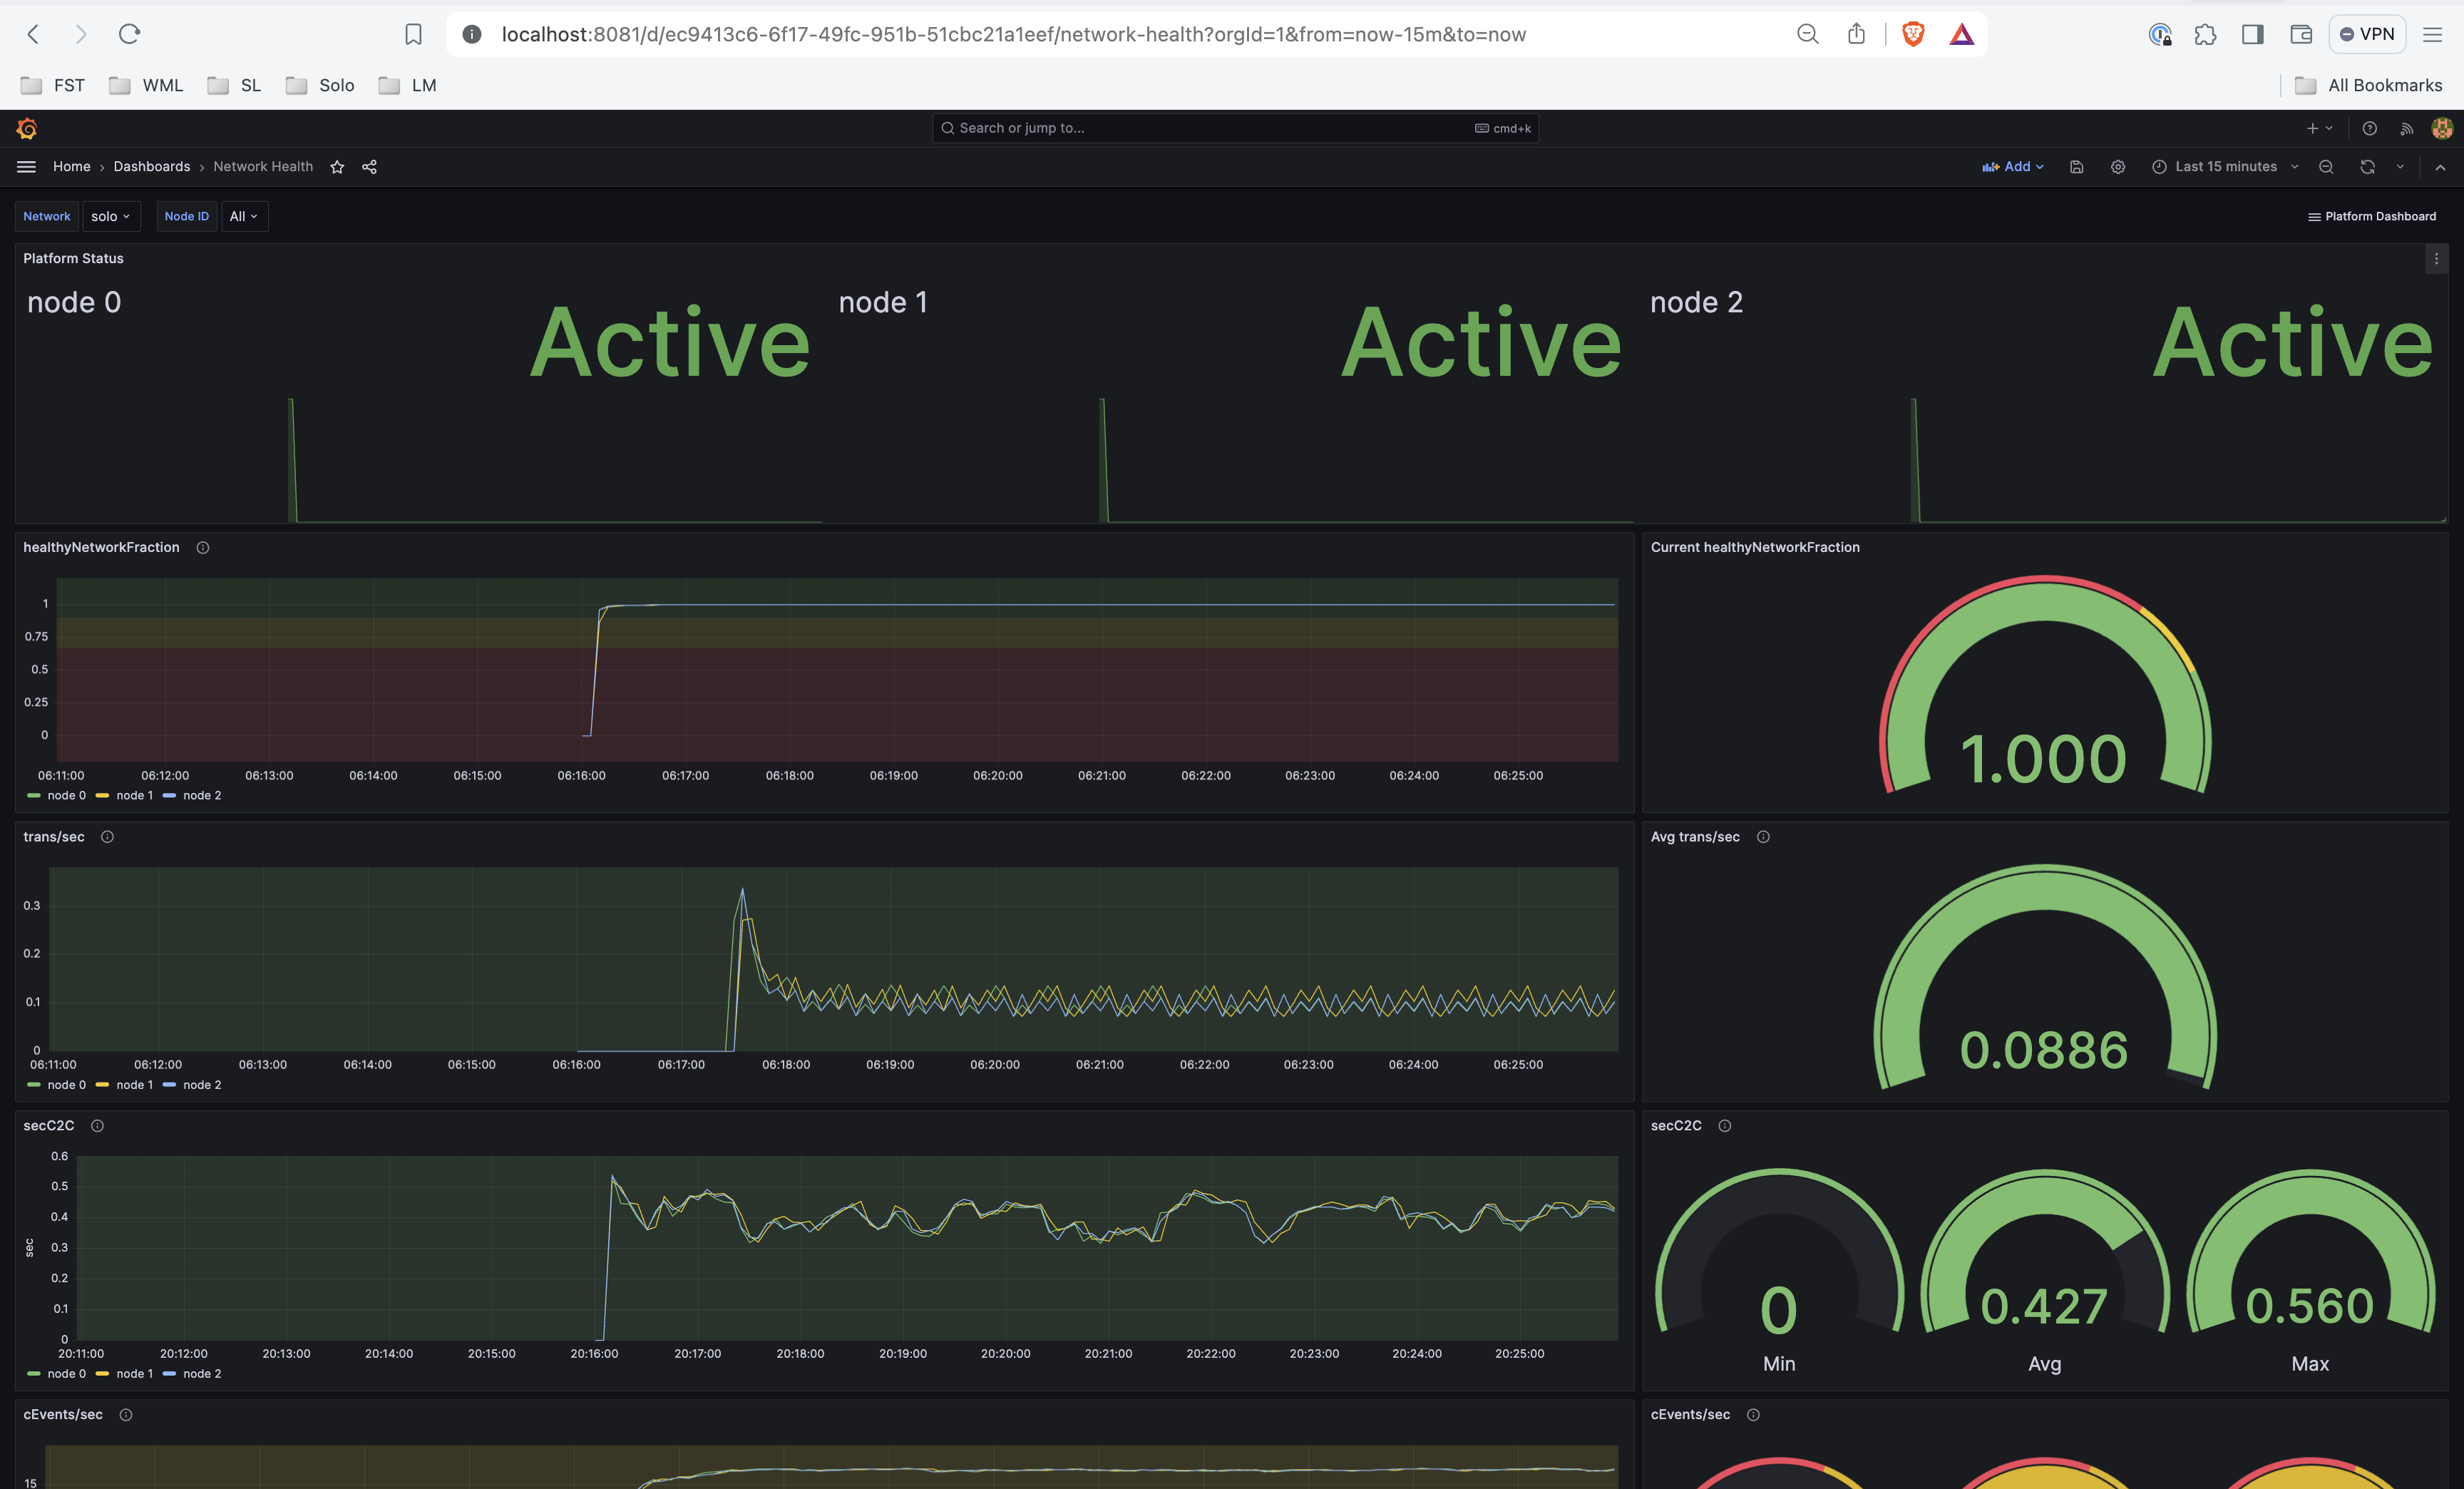 localhost:8081/d/ec9413c6-6f17-49fc-951b-51cbc21a1eef/network-health?orgId=1&from=now-15m&to=now
VPN
FST WML SL Solo LM All Bookmarks
Search or jump to... cmd+k
Home › Dashboards › Network Health Add Last 15 minutes
Network solo Node ID All Platform Dashboard
Platform Status
node 0 Active node 1 Active node 2 Active
healthyNetworkFraction
1
0.75
0.5
0.25
0
06:11:00 06:12:00 06:13:00 06:14:00 06:15:00 06:16:00 06:17:00 06:18:00 06:19:00 06:20:00 06:21:00 06:22:00 06:23:00 06:24:00 06:25:00
node 0 node 1 node 2
Current healthyNetworkFraction
1.000
trans/sec
0.3
0.2
0.1
0
06:11:00 06:12:00 06:13:00 06:14:00 06:15:00 06:16:00 06:17:00 06:18:00 06:19:00 06:20:00 06:21:00 06:22:00 06:23:00 06:24:00 06:25:00
node 0 node 1 node 2
Avg trans/sec
0.0886
secC2C
sec
0.6
0.5
0.4
0.3
0.2
0.1
0
20:11:00 20:12:00 20:13:00 20:14:00 20:15:00 20:16:00 20:17:00 20:18:00 20:19:00 20:20:00 20:21:00 20:22:00 20:23:00 20:24:00 20:25:00
node 0 node 1 node 2
secC2C
0 0.427 0.560
Min Avg Max
cEvents/sec
15
cEvents/sec